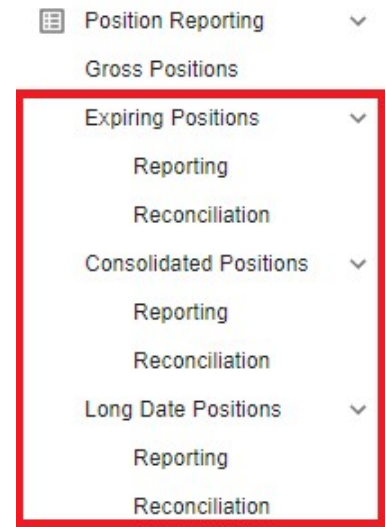 Position Reporting
Gross Positions
Expiring Positions
Reporting
Reconciliation
Consolidated Positions
Reporting
Reconciliation
Long Date Positions
Reporting
Reconciliation